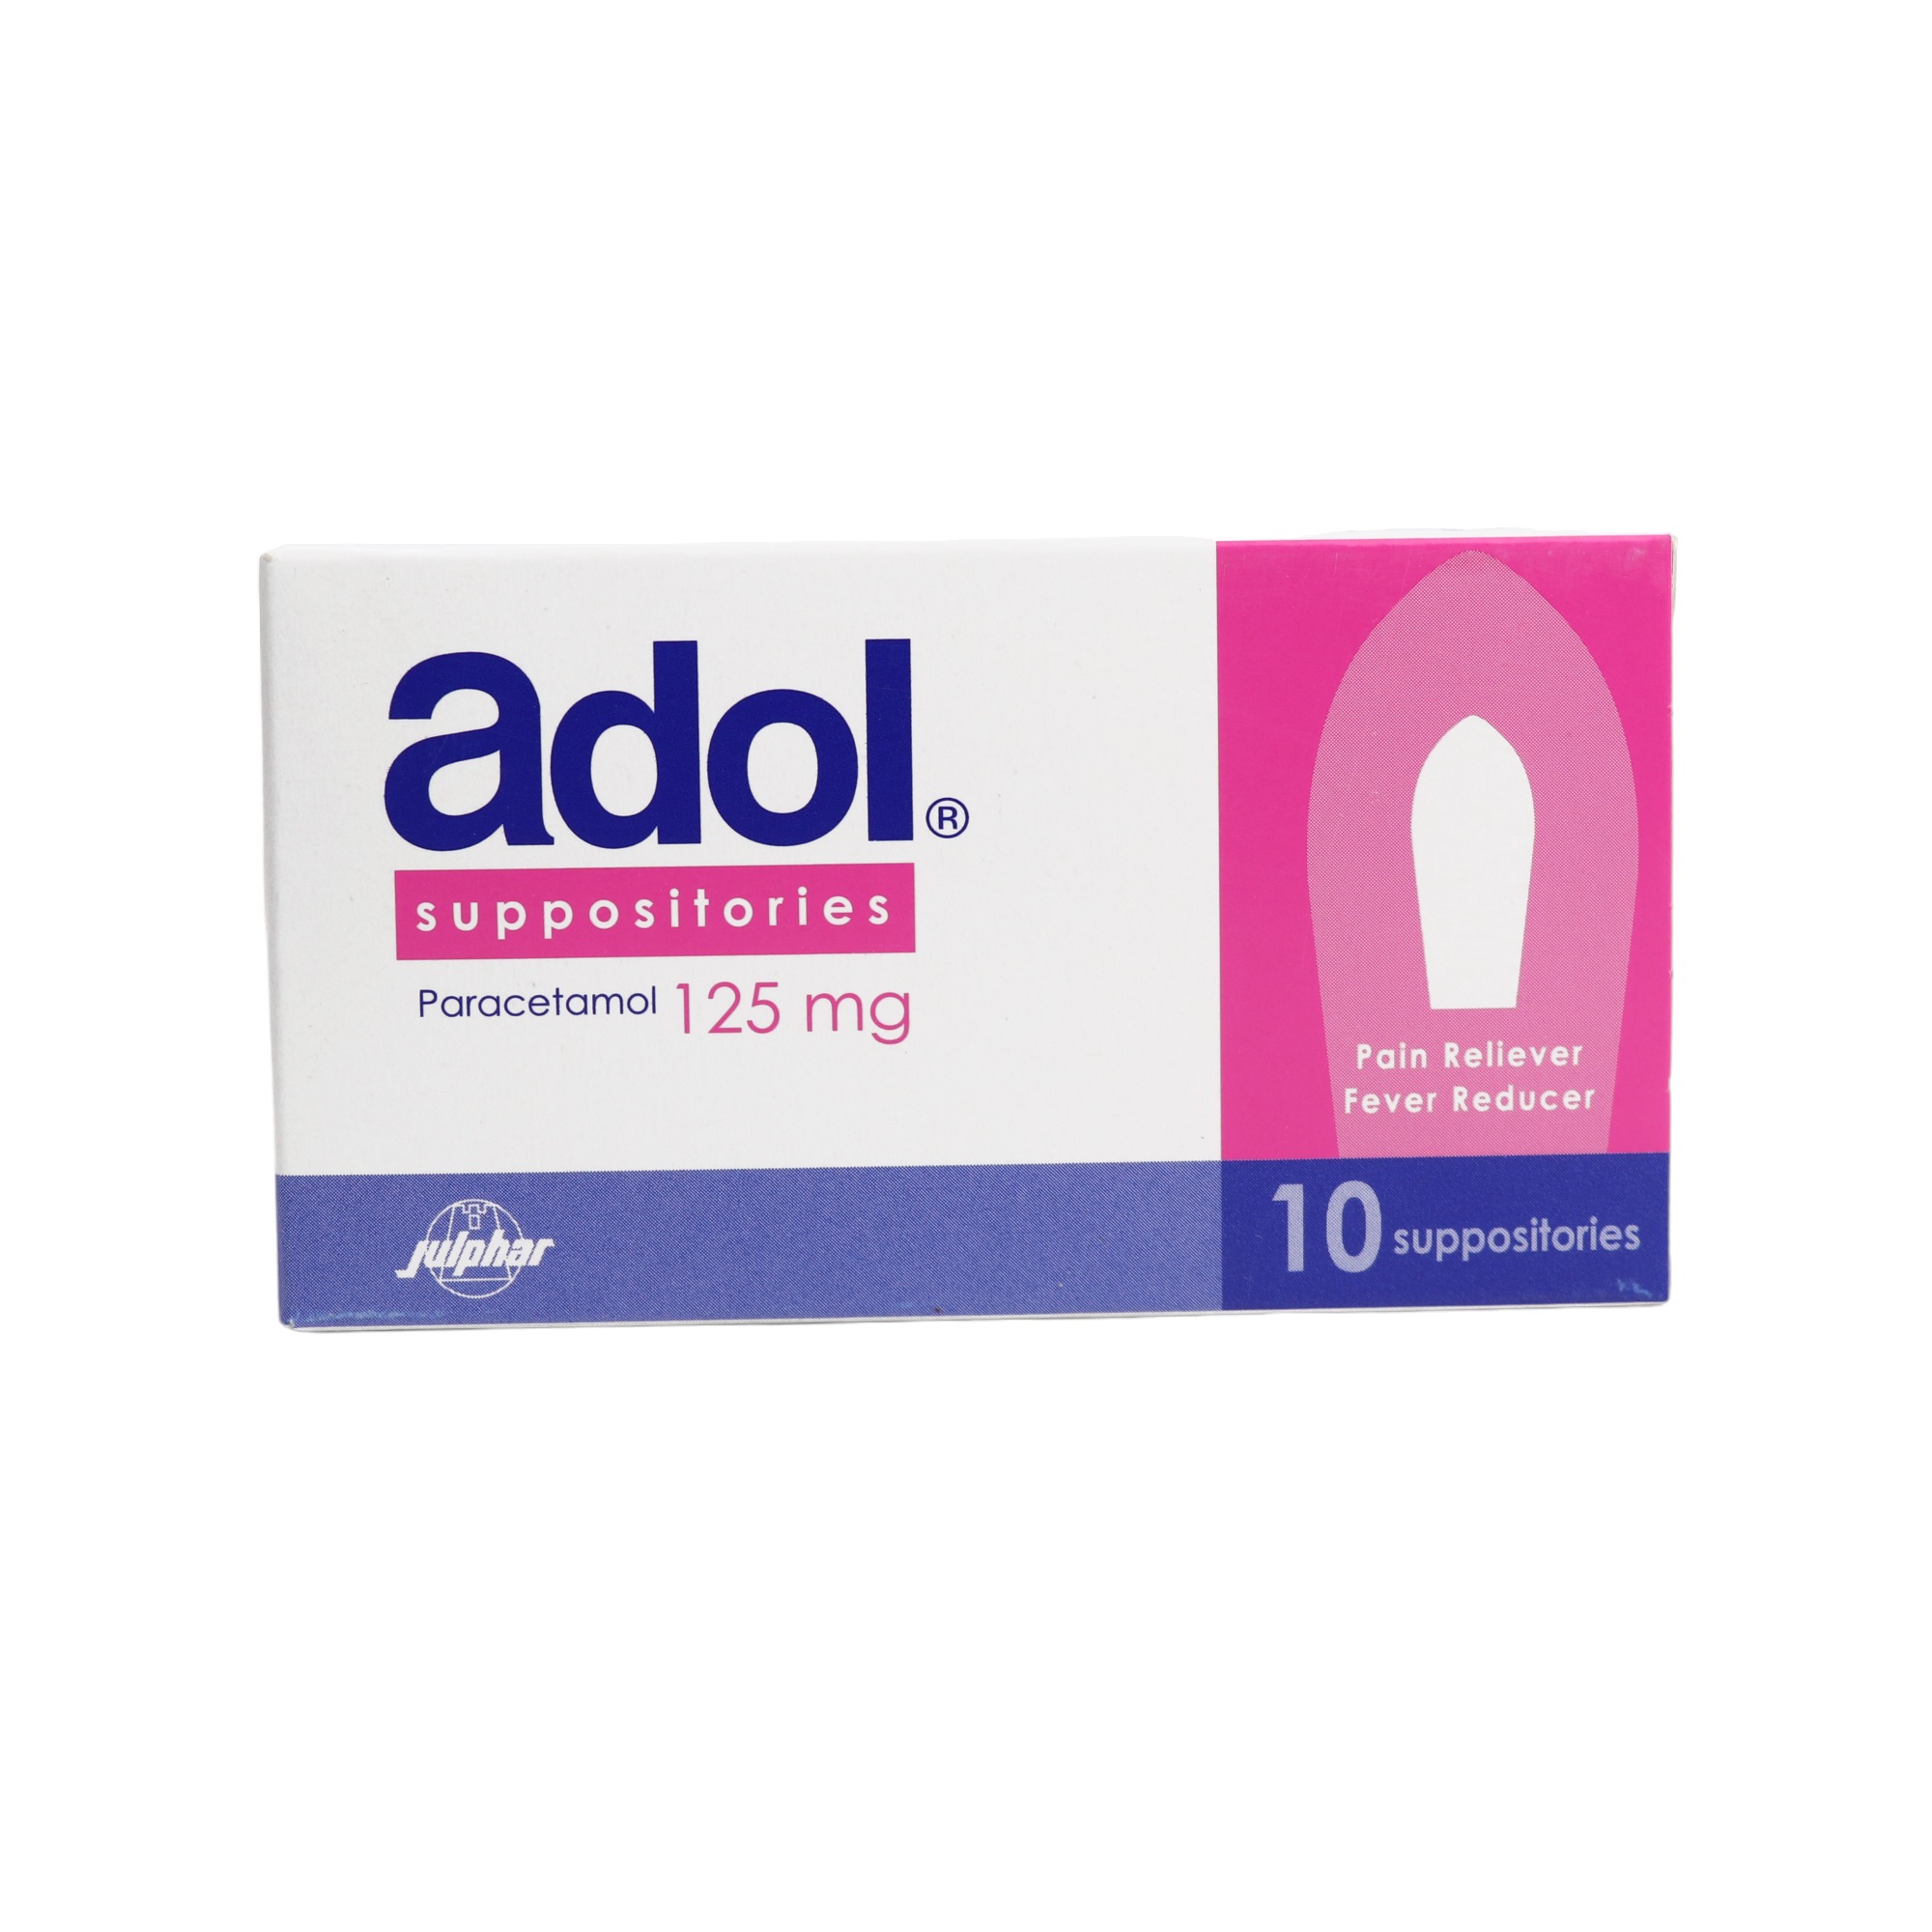 adol®
suppositories
Paracetamol 125 mg
Pain Reliever
Fever Reducer
julphar
10 suppositories